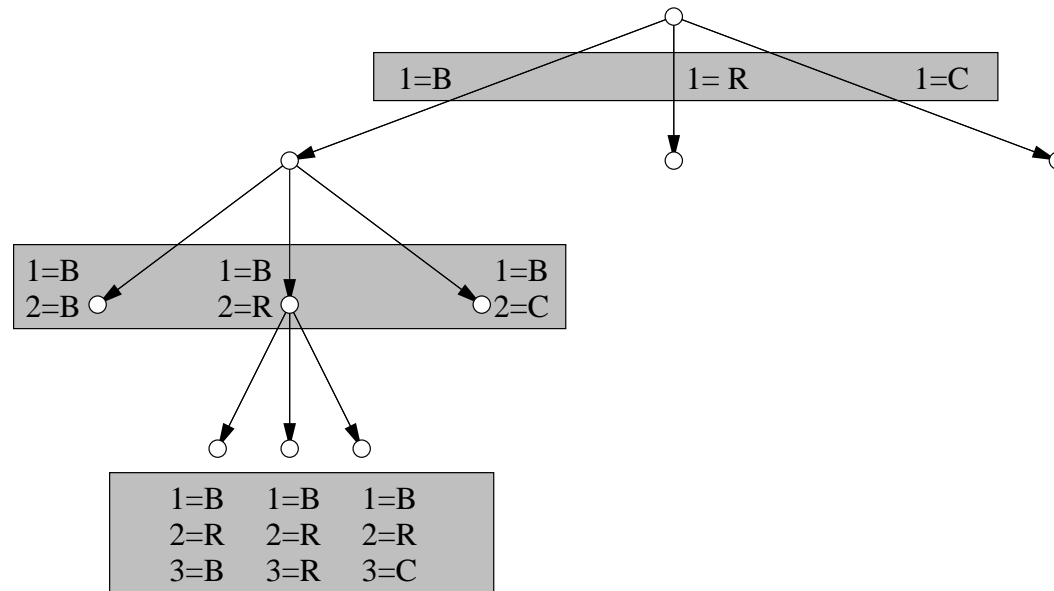 1=B 1= R 1=C
1=B 1=B 1=B
2=B 2=R 2=C
1=B 1=B 1=B
2=R 2=R 2=R
3=B 3=R 3=C